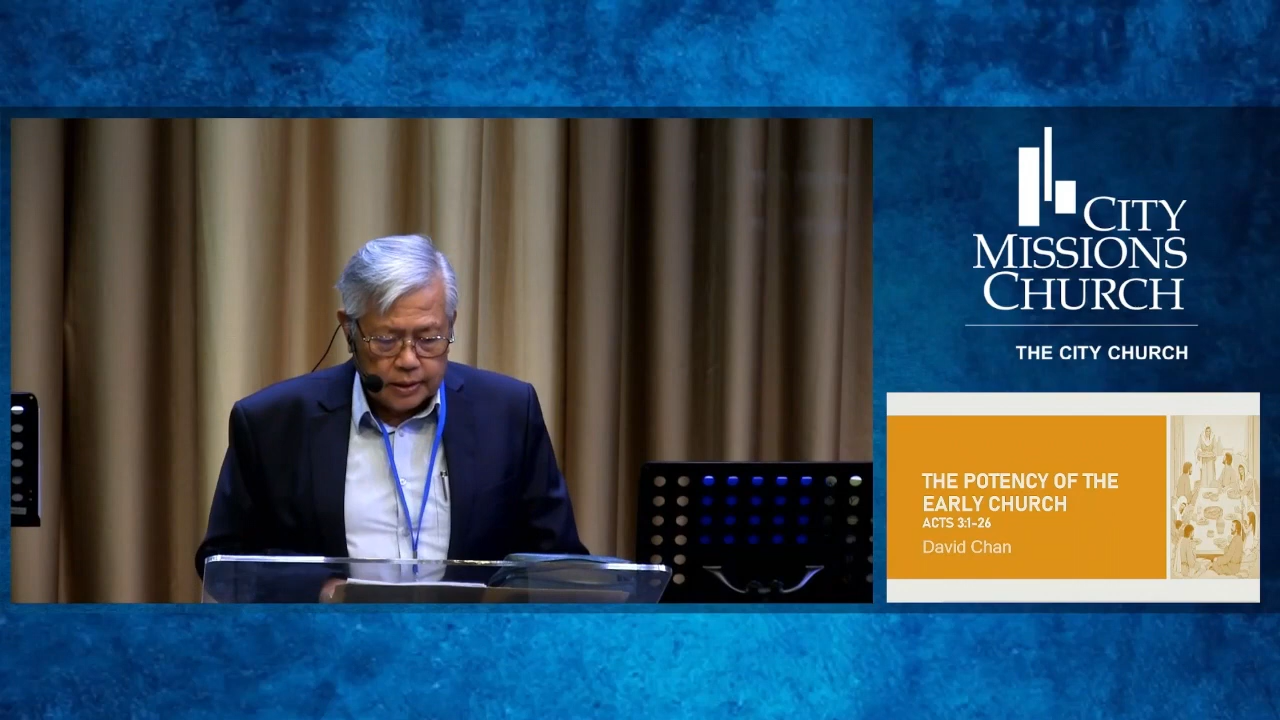 CITY
MISSIONS
CHURCH
THE CITY CHURCH
THE POTENCY OF THE
EARLY CHURCH
ACTS 3:1-26
David Chan